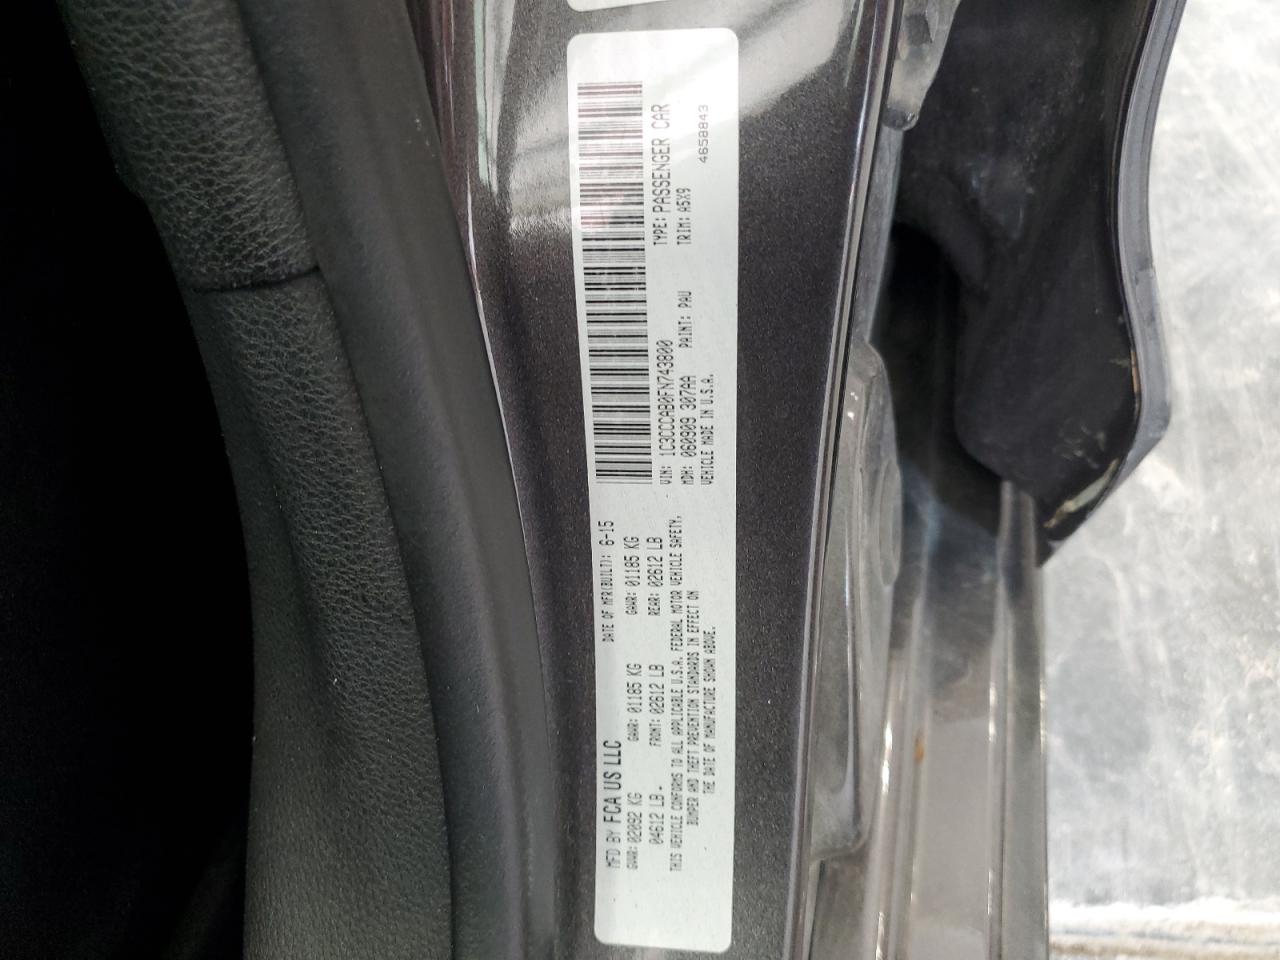 MFD BY FCA US LLC
DATE OF MFR(BUILT): 6-15
GVWR: 02092 KG
GAWR: 01185 KG
GAWR: 01185 KG
04612 LB
FRONT: 02612 LB
REAR: 02612 LB
THIS VEHICLE CONFORMS TO ALL APPLICABLE U.S.A. FEDERAL MOTOR VEHICLE SAFETY,
BUMPER AND THEFT PREVENTION STANDARDS IN EFFECT ON
THE DATE OF MANUFACTURE SHOWN ABOVE.
VIN: 1C3CCCAB0FN743800
TYPE: PASSENGER CAR
MDH: 060909 307AA
PAINT: PAU
TRIM: A5X9
VEHICLE MADE IN U.S.A.
4658843